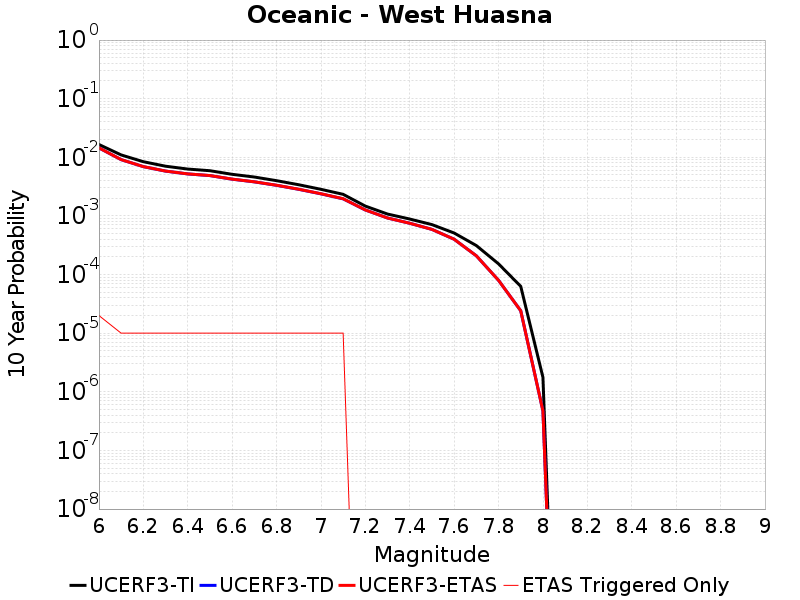 Oceanic - West Huasna
10 Year Probability
10^0
10^-1
10^-2
10^-3
10^-4
10^-5
10^-6
10^-7
10^-8
6 6.2 6.4 6.6 6.8 7 7.2 7.4 7.6 7.8 8 8.2 8.4 8.6 8.8 9
Magnitude
UCERF3-TI UCERF3-TD UCERF3-ETAS ETAS Triggered Only